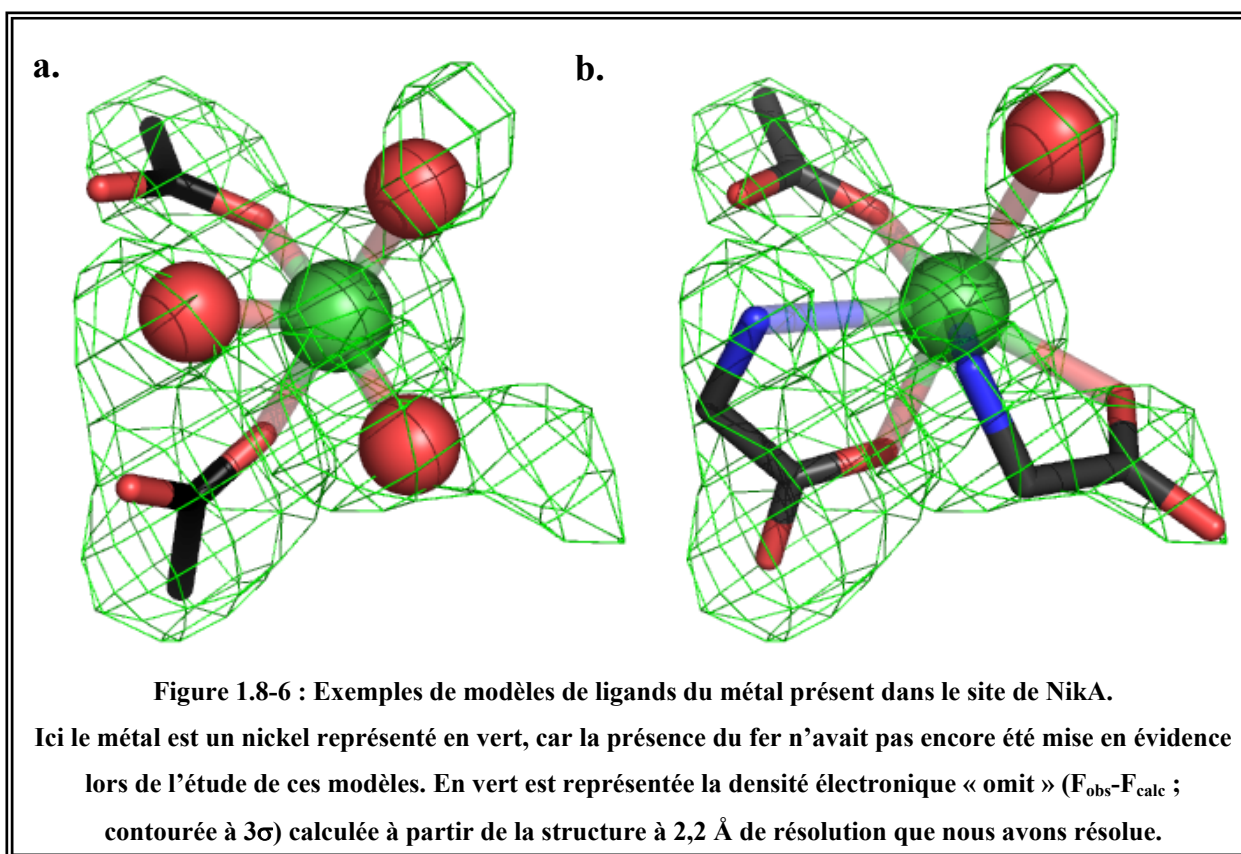 a.
b.
Figure 1.8-6 : Exemples de modèles de ligands du métal présent dans le site de NikA.
Ici le métal est un nickel représenté en vert, car la présence du fer n’avait pas encore été mise en évidence
lors de l’étude de ces modèles. En vert est représentée la densité électronique « omit » (Fobs-Fcalc ;
contourée à 3σ) calculée à partir de la structure à 2,2 Å de résolution que nous avons résolue.